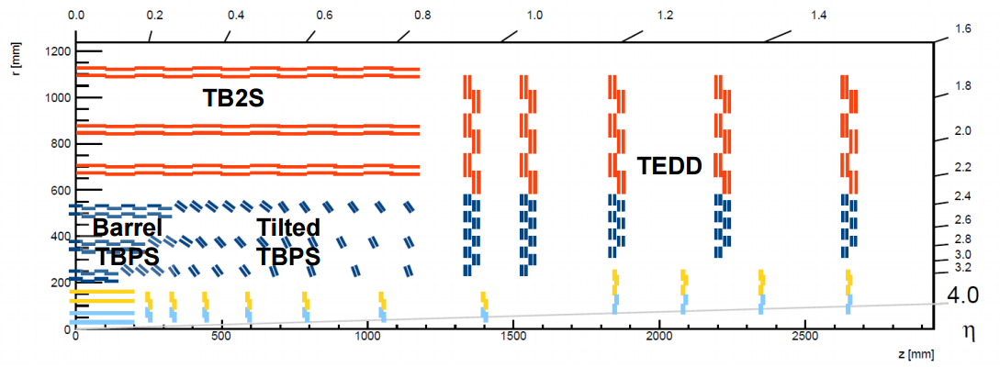 0.0 0.2 0.4 0.6 0.8 1.0 1.2 1.4 1.6
r [mm]
1200
1000
800
600
400
200
0
TB2S
TEDD
Barrel
TBPS
Tilted
TBPS
1.8
2.0
2.2
2.4
2.6
2.8
3.0
3.2
4.0
η
0 500 1000 1500 2000 2500
z [mm]